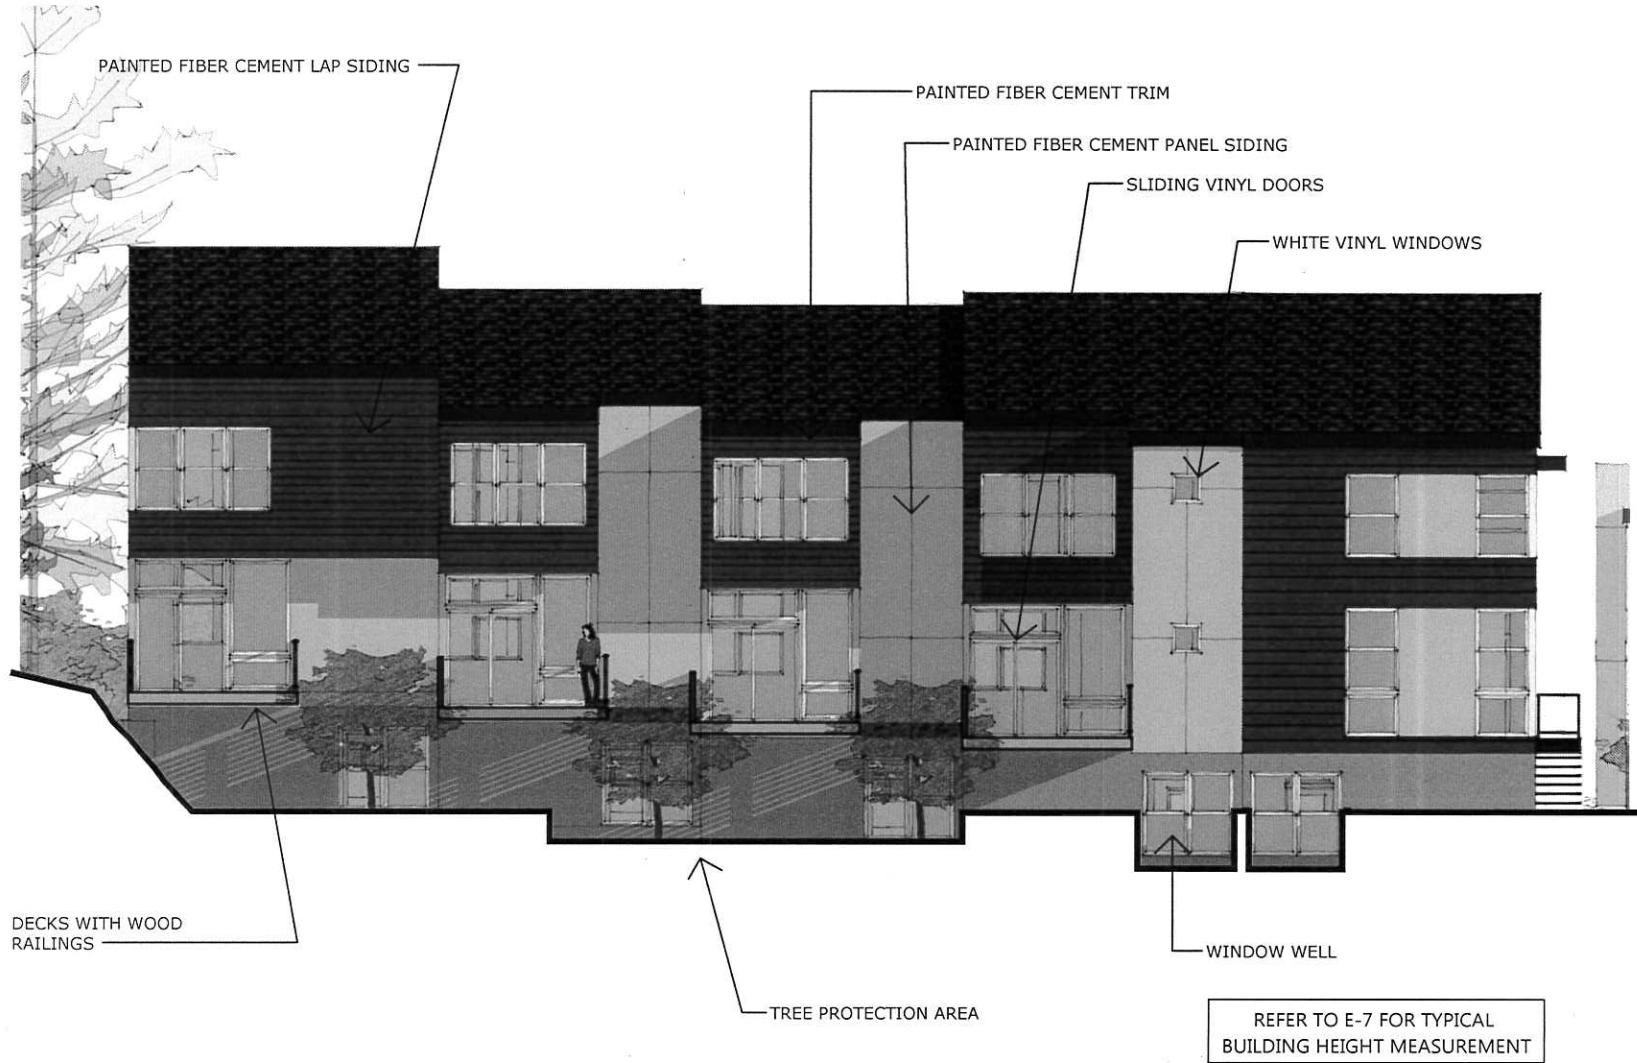 PAINTED FIBER CEMENT LAP SIDING
PAINTED FIBER CEMENT TRIM
PAINTED FIBER CEMENT PANEL SIDING
SLIDING VINYL DOORS
WHITE VINYL WINDOWS
DECKS WITH WOOD
RAILINGS
WINDOW WELL
TREE PROTECTION AREA
REFER TO E-7 FOR TYPICAL
BUILDING HEIGHT MEASUREMENT